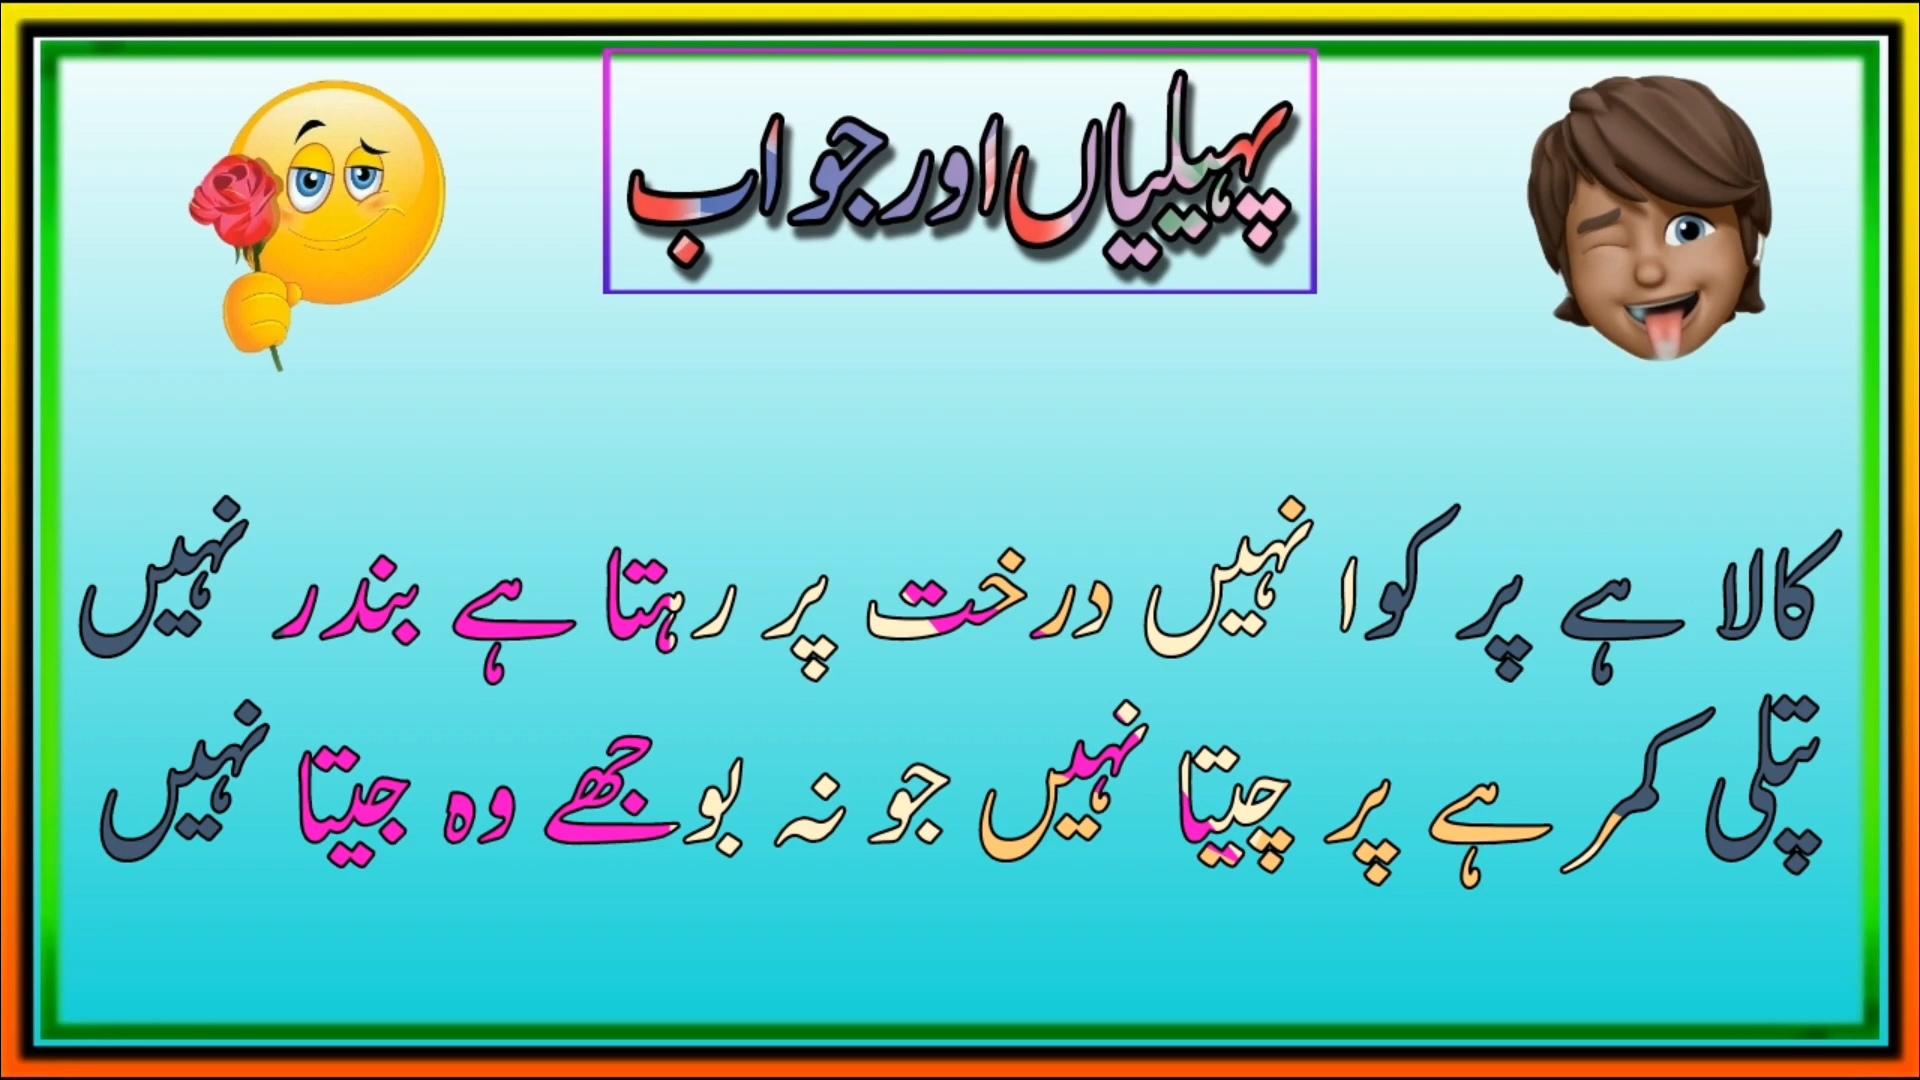 پہیلیاں اور جواب
کالا ہے پر کوا نہیں درخت پر رہتا ہے بندر نہیں
پتلی کمر ہے پر چیتا نہیں جو نہ بوجھے وہ جیتا نہیں